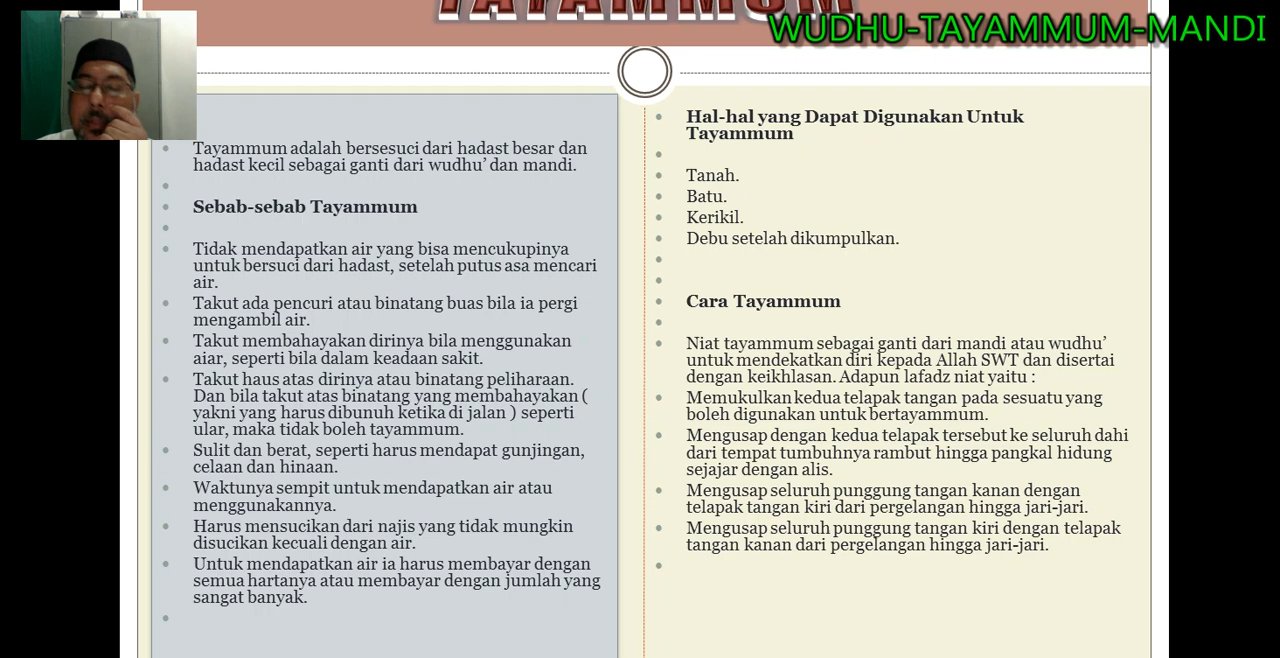 TAYAMMUM
WUDHU-TAYAMMUM-MANDI
Tayammum adalah bersesuci dari hadast besar dan
hadast kecil sebagai ganti dari wudhu’ dan mandi.
Sebab-sebab Tayammum
Tidak mendapatkan air yang bisa mencukupinya
untuk bersuci dari hadast, setelah putus asa mencari
air.
Takut ada pencuri atau binatang buas bila ia pergi
mengambil air.
Takut membahayakan dirinya bila menggunakan
aiar, seperti bila dalam keadaan sakit.
Takut haus atas dirinya atau binatang peliharaan.
Dan bila takut atas binatang yang membahayakan (
yakni yang harus dibunuh ketika di jalan ) seperti
ular, maka tidak boleh tayammum.
Sulit dan berat, seperti harus mendapat gunjingan,
celaan dan hinaan.
Waktunya sempit untuk mendapatkan air atau
menggunakannya.
Harus mensucikan dari najis yang tidak mungkin
disucikan kecuali dengan air.
Untuk mendapatkan air ia harus membayar dengan
semua hartanya atau membayar dengan jumlah yang
sangat banyak.
Hal-hal yang Dapat Digunakan Untuk
Tayammum
Tanah.
Batu.
Kerikil.
Debu setelah dikumpulkan.
Cara Tayammum
Niat tayammum sebagai ganti dari mandi atau wudhu’
untuk mendekatkan diri kepada Allah SWT dan disertai
dengan keikhlasan. Adapun lafadz niat yaitu :
Memukulkan kedua telapak tangan pada sesuatu yang
boleh digunakan untuk bertayammum.
Mengusap dengan kedua telapak tersebut ke seluruh dahi
dari tempat tumbuhnya rambut hingga pangkal hidung
sejajar dengan alis.
Mengusap seluruh punggung tangan kanan dengan
telapak tangan kiri dari pergelangan hingga jari-jari.
Mengusap seluruh punggung tangan kiri dengan telapak
tangan kanan dari pergelangan hingga jari-jari.